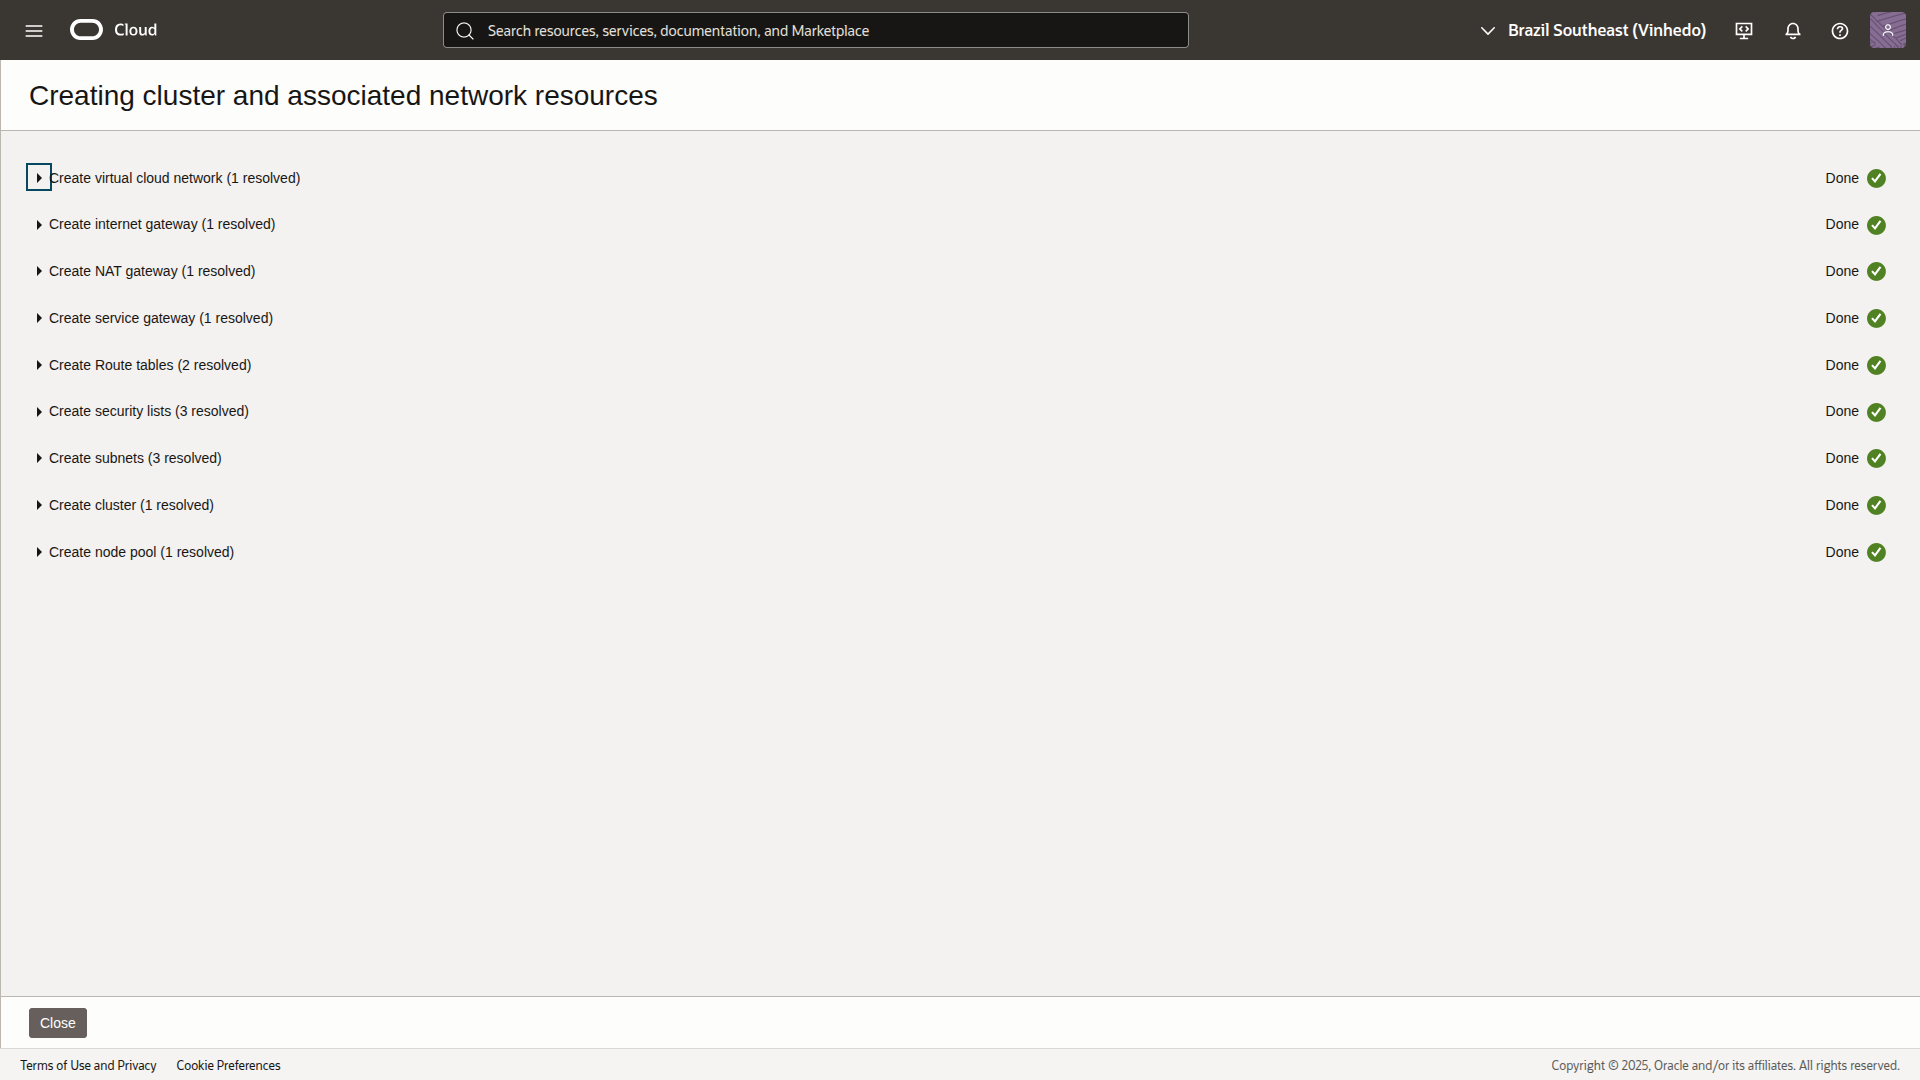 Cloud
Search resources, services, documentation, and Marketplace
Brazil Southeast (Vinhedo)
Creating cluster and associated network resources
Create virtual cloud network (1 resolved) Done
Create internet gateway (1 resolved) Done
Create NAT gateway (1 resolved) Done
Create service gateway (1 resolved) Done
Create Route tables (2 resolved) Done
Create security lists (3 resolved) Done
Create subnets (3 resolved) Done
Create cluster (1 resolved) Done
Create node pool (1 resolved) Done
Close
Terms of Use and Privacy Cookie Preferences Copyright © 2025, Oracle and/or its affiliates. All rights reserved.